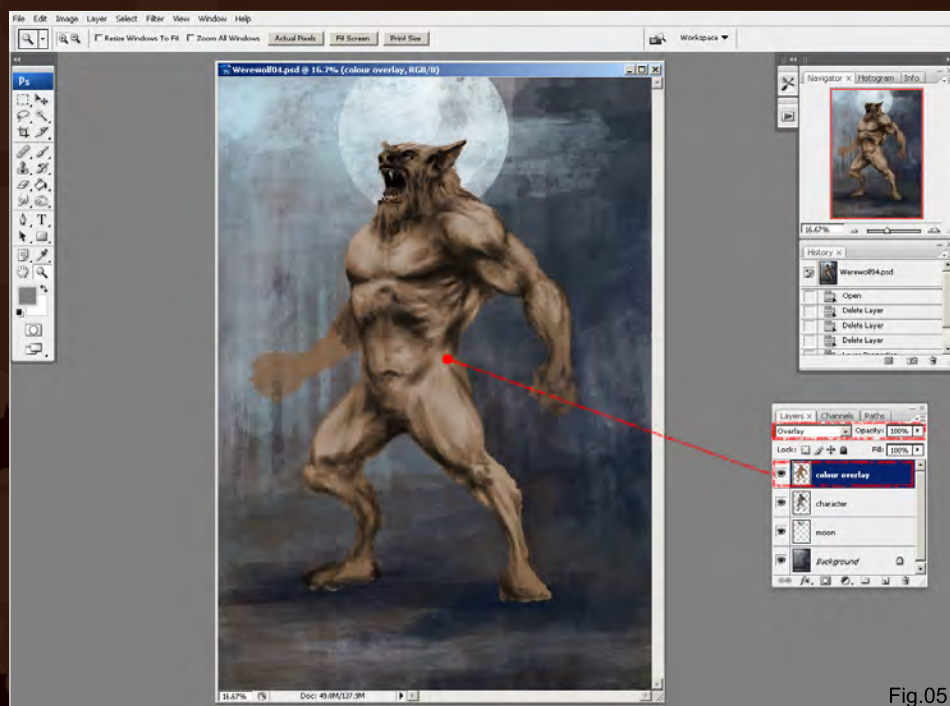 File Edit Image Layer Select Filter View Window Help
Resize Windows To Fit Zoom All Windows Actual Pixels Fit Screen Print Size Workspace
Ps
Werewolf04.psd @ 16.7% (colour overlay, RGB/8)
T
Navigator × Histogram Info
16.67%
History ×
Werewolf04.psd
Open
Delete Layer
Delete Layer
Delete Layer
Layers × Channels Paths
Overlay Opacity: 100%
Lock: Fill: 100%
colour overlay
character
moon
Background
fx
16.67% Doc: 49.8M/137.9M
Fig.05